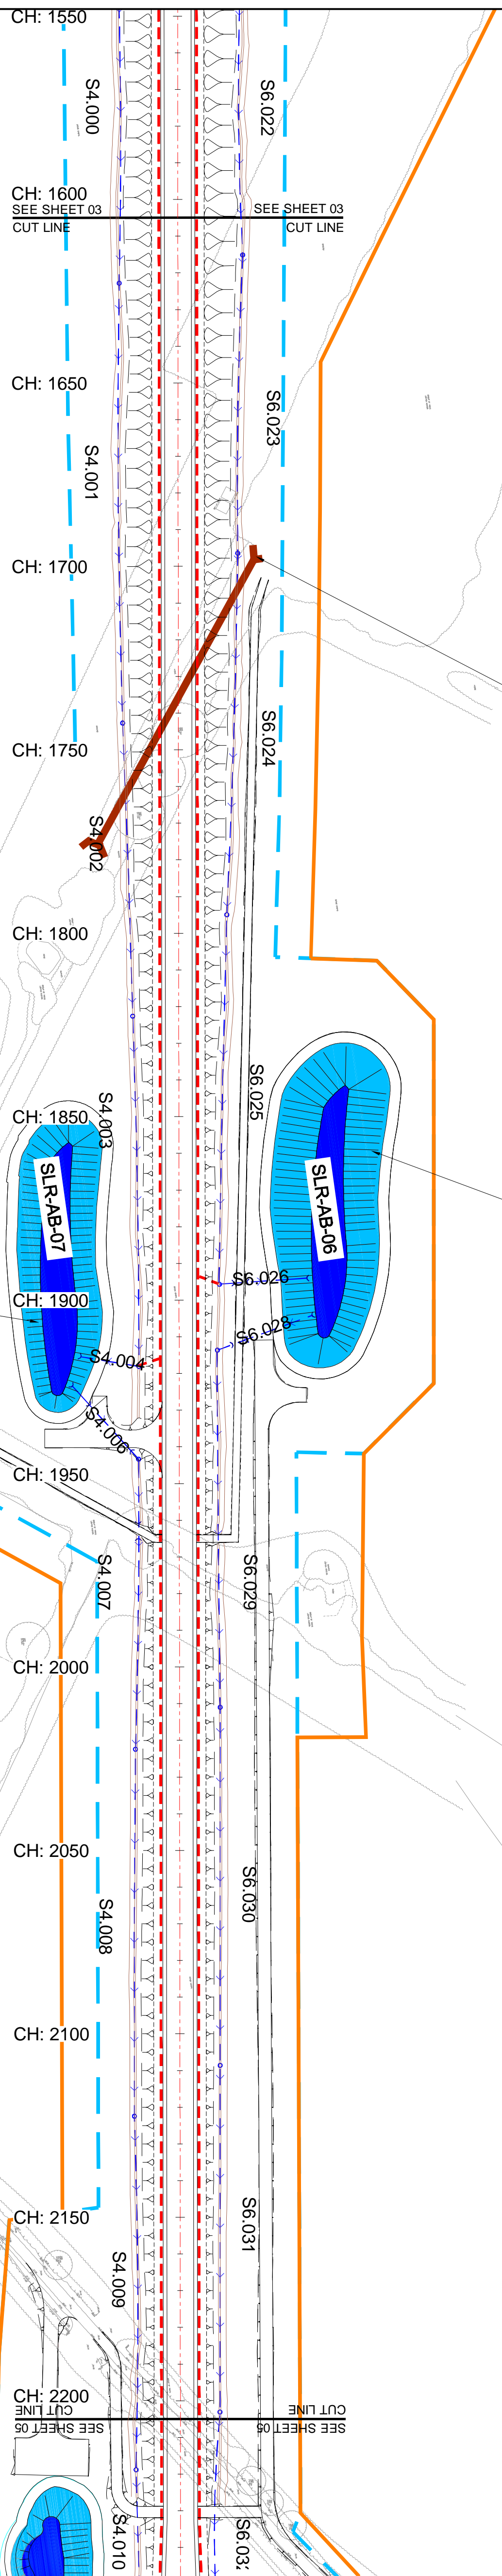 CH: 1550
S4.000
S6.022
CH: 1600
SEE SHEET 03
SEE SHEET 03
CUT LINE
CUT LINE
CH: 1650
S6.023
S4.001
CH: 1700
S6.024
CH: 1750
S4.002
CH: 1800
S6.025
CH: 1850
S4.003
SLR-AB-07
SLR-AB-06
S6.026
CH: 1900
S6.028
S4.004
S4.006
CH: 1950
S4.007
S6.029
CH: 2000
CH: 2050
S6.030
S4.008
CH: 2100
CH: 2150
S6.031
S4.009
CH: 2200
CUT LINE
CUT LINE
SEE SHEET 05
SEE SHEET 05
S4.010
S6.032